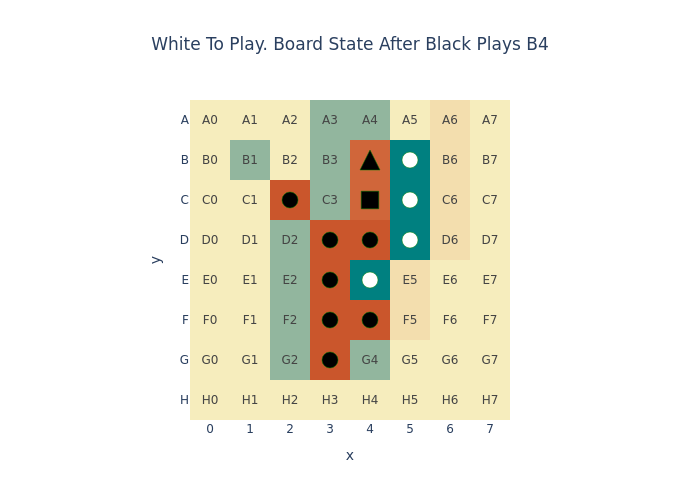 White To Play. Board State After Black Plays B4
A A0 A1 A2 A3 A4 A5 A6 A7
B B0 B1 B2 B3 B6 B7
C C0 C1 C3 C6 C7
y D D0 D1 D2 D6 D7
E E0 E1 E2 E5 E6 E7
F F0 F1 F2 F5 F6 F7
G G0 G1 G2 G4 G5 G6 G7
H H0 H1 H2 H3 H4 H5 H6 H7
0 1 2 3 4 5 6 7
x